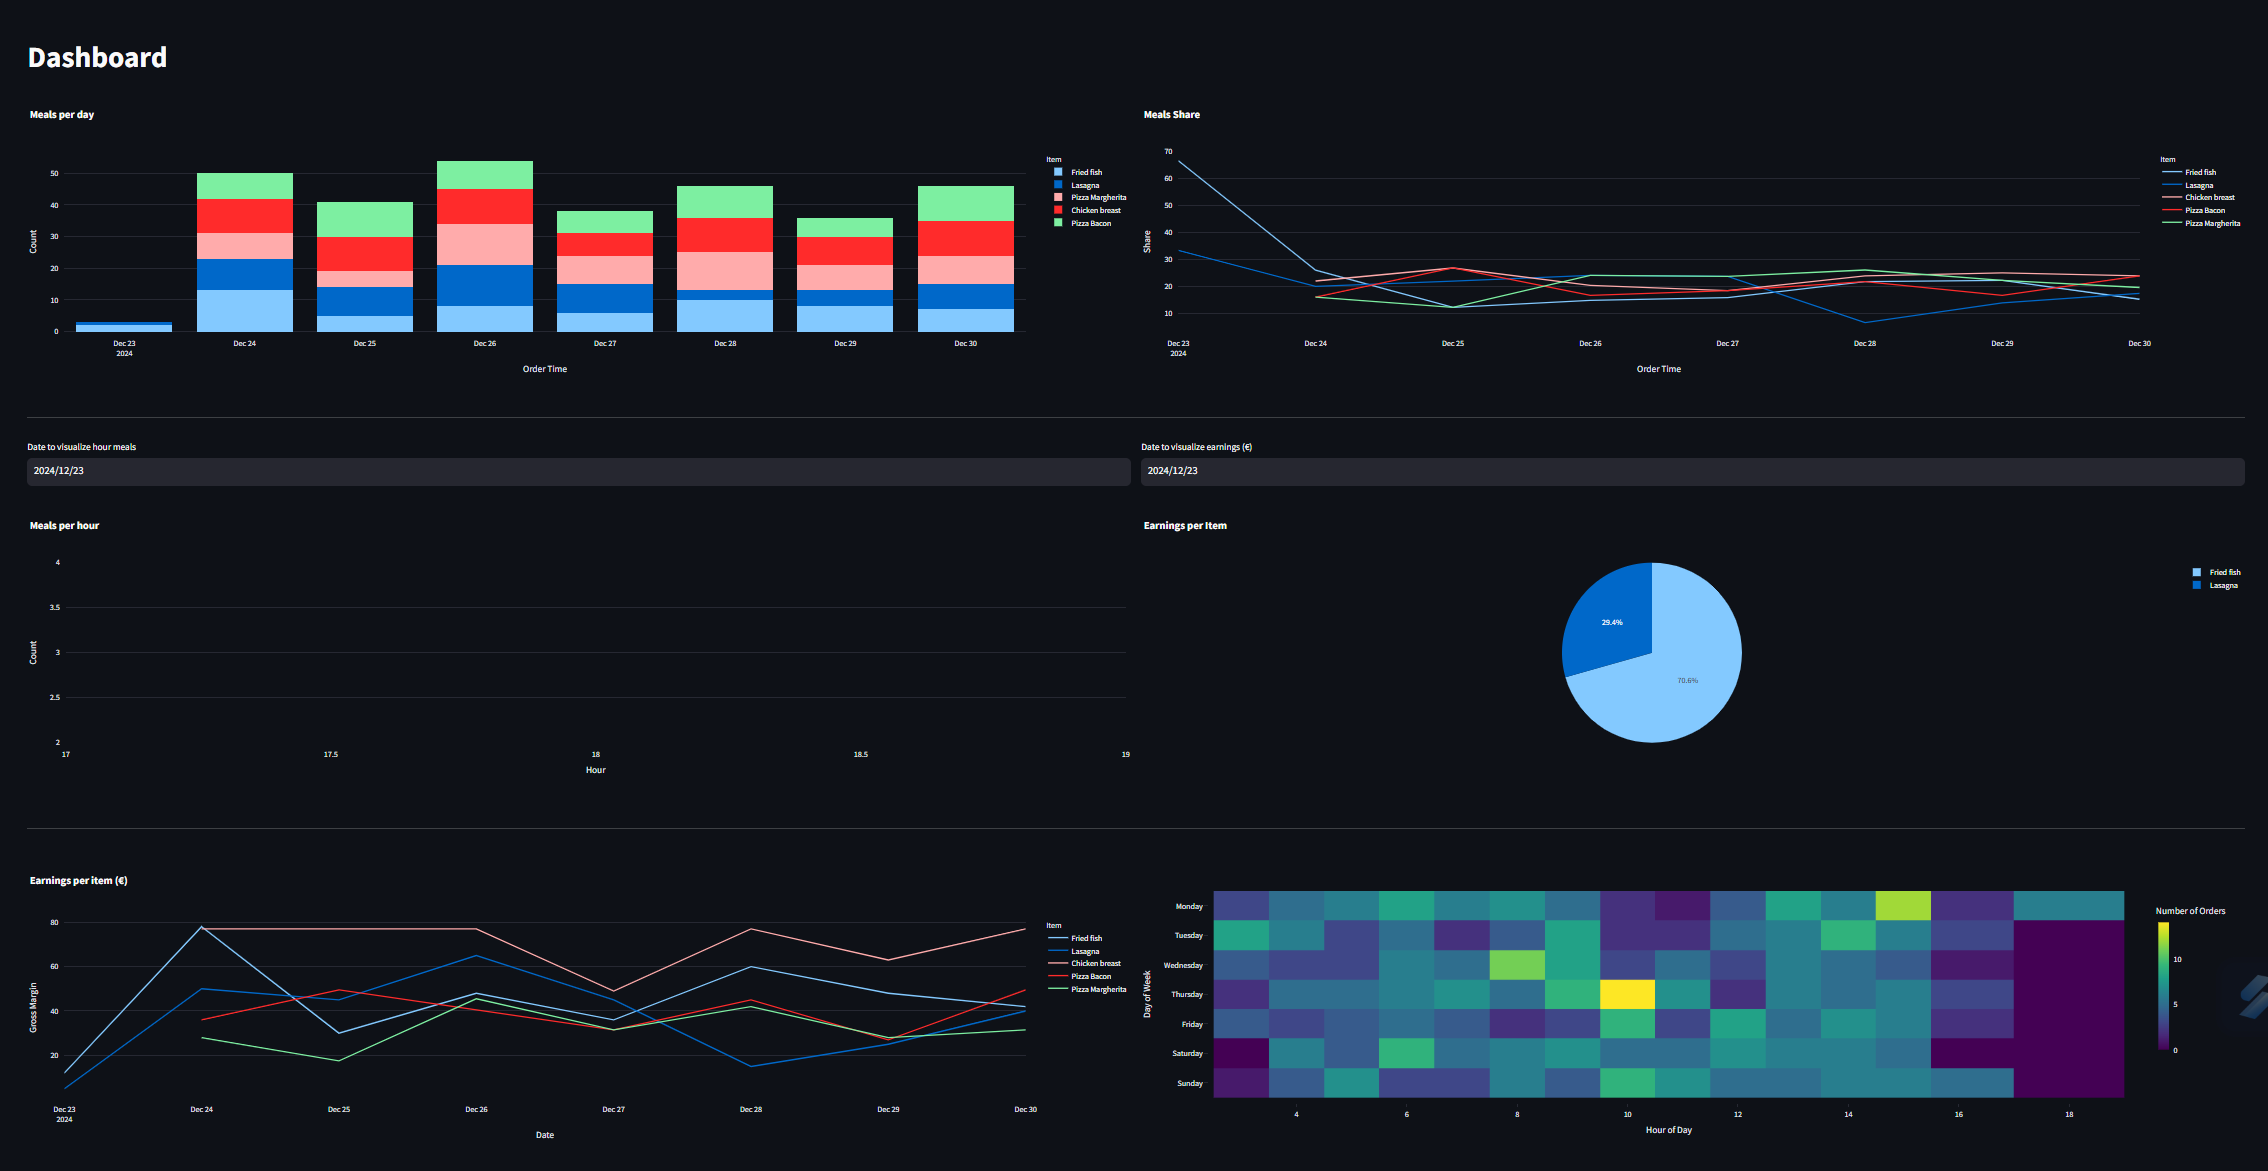 Dashboard
Meals per day
Count
50
40
30
20
10
0
Dec 23
2024
Dec 24
Dec 25
Dec 26
Dec 27
Dec 28
Dec 29
Dec 30
Order Time
Item
Fried fish
Lasagna
Pizza Margherita
Chicken breast
Pizza Bacon
Meals Share
Share
70
60
50
40
30
20
10
Dec 23
2024
Dec 24
Dec 25
Dec 26
Dec 27
Dec 28
Dec 29
Dec 30
Order Time
Item
Fried fish
Lasagna
Chicken breast
Pizza Bacon
Pizza Margherita
Date to visualize hour meals
2024/12/23
Date to visualize earnings (€)
2024/12/23
Meals per hour
Count
4
3.5
3
2.5
2
17
17.5
18
18.5
19
Hour
Earnings per Item
29.4%
70.6%
Fried fish
Lasagna
Earnings per item (€)
Gross Margin
80
60
40
20
Dec 23
2024
Dec 24
Dec 25
Dec 26
Dec 27
Dec 28
Dec 29
Dec 30
Date
Item
Fried fish
Lasagna
Chicken breast
Pizza Bacon
Pizza Margherita
Day of Week
Monday
Tuesday
Wednesday
Thursday
Friday
Saturday
Sunday
4
6
8
10
12
14
16
18
Hour of Day
Number of Orders
10
5
0